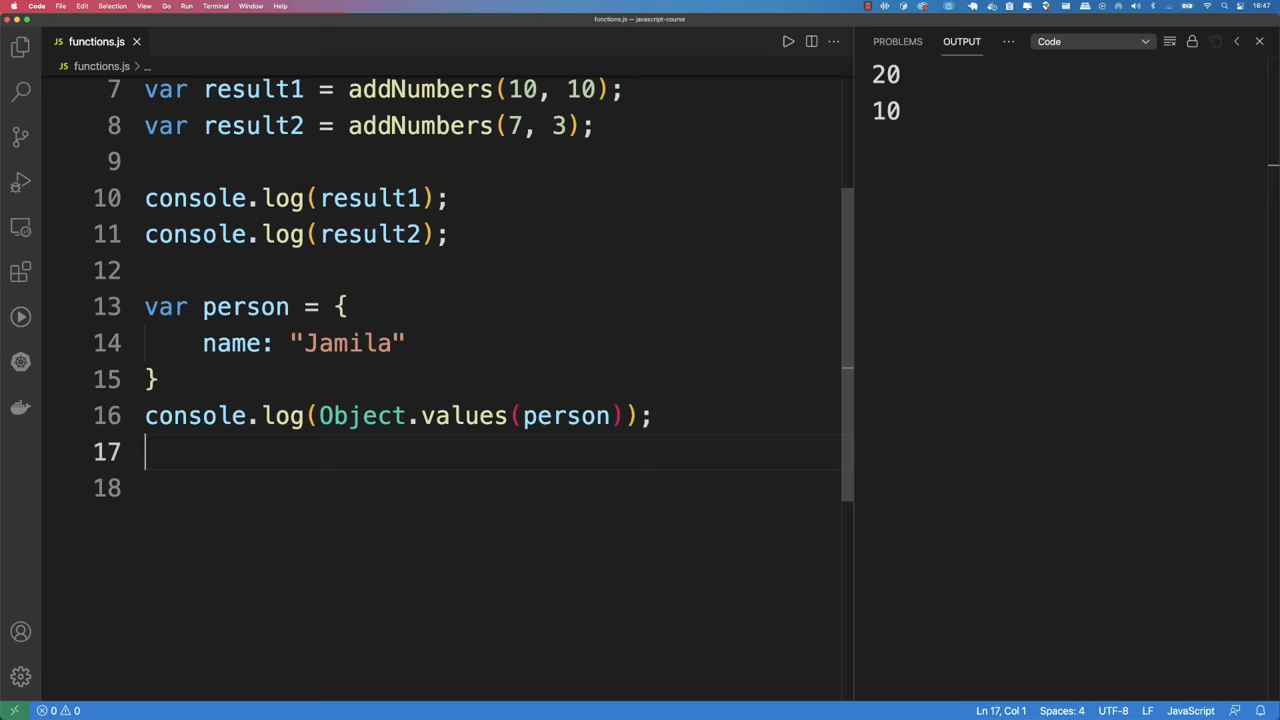 Code File Edit Selection View Go Run Terminal Window Help 16:47
functions.js — javascript-course
JS functions.js
PROBLEMS OUTPUT Code
JS functions.js > ...
7 var result1 = addNumbers(10, 10);
8 var result2 = addNumbers(7, 3);
9
10 console.log(result1);
11 console.log(result2);
12
13 var person = {
14 name: "Jamila"
15 }
16 console.log(Object.values(person));
17
18
20
10
0 0 Ln 17, Col 1 Spaces: 4 UTF-8 LF JavaScript